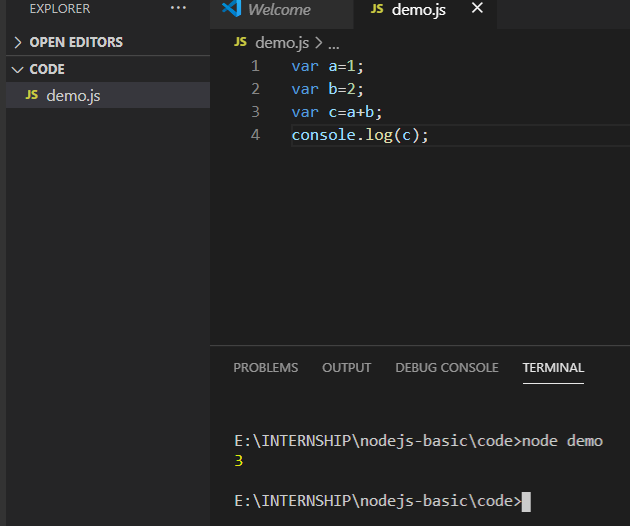 EXPLORER ...
Welcome
JS demo.js ×
OPEN EDITORS
CODE
JS demo.js
JS demo.js > ...
1 var a=1;
2 var b=2;
3 var c=a+b;
4 console.log(c);
PROBLEMS OUTPUT DEBUG CONSOLE TERMINAL
E:\INTERNSHIP\nodejs-basic\code>node demo
3
E:\INTERNSHIP\nodejs-basic\code>